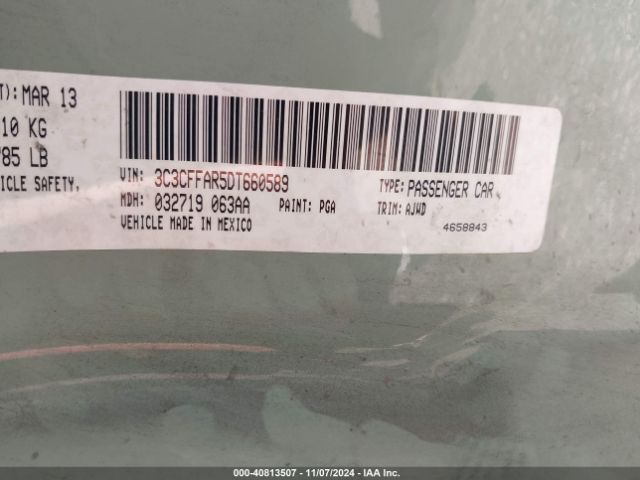 T): MAR 13
10 KG
785 LB
ICLE SAFETY,
VIN: 3C3CFFAR5DT660589
TYPE: PASSENGER CAR
MDH: 032719 063AA
PAINT: PGA
TRIM: AJWD
VEHICLE MADE IN MEXICO
4658843
000-40813507 - 11/07/2024 - IAA Inc.